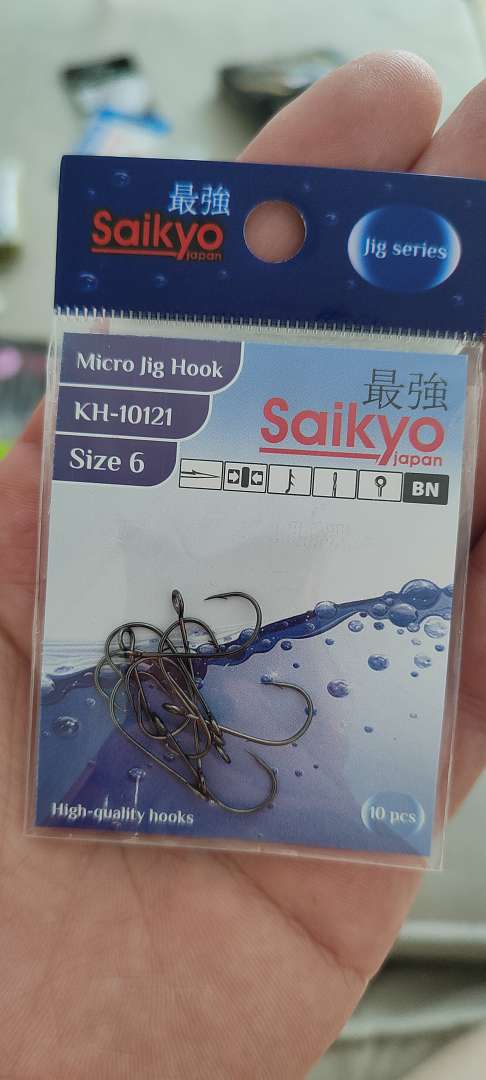 最強
Saikyo
japan
Jig series
Micro Jig Hook
KH-10121
Size 6
最強
Saikyo
japan
BN
High-quality hooks
10 pcs